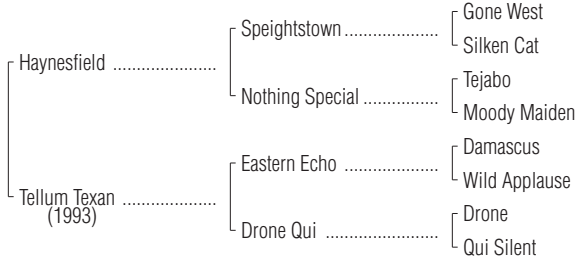 Gone West
Speightstown
Silken Cat
Haynesfield
Tejabo
Nothing Special
Moody Maiden
Damascus
Eastern Echo
Wild Applause
Tellum Texan
(1993)
Drone
Drone Qui
Qui Silent